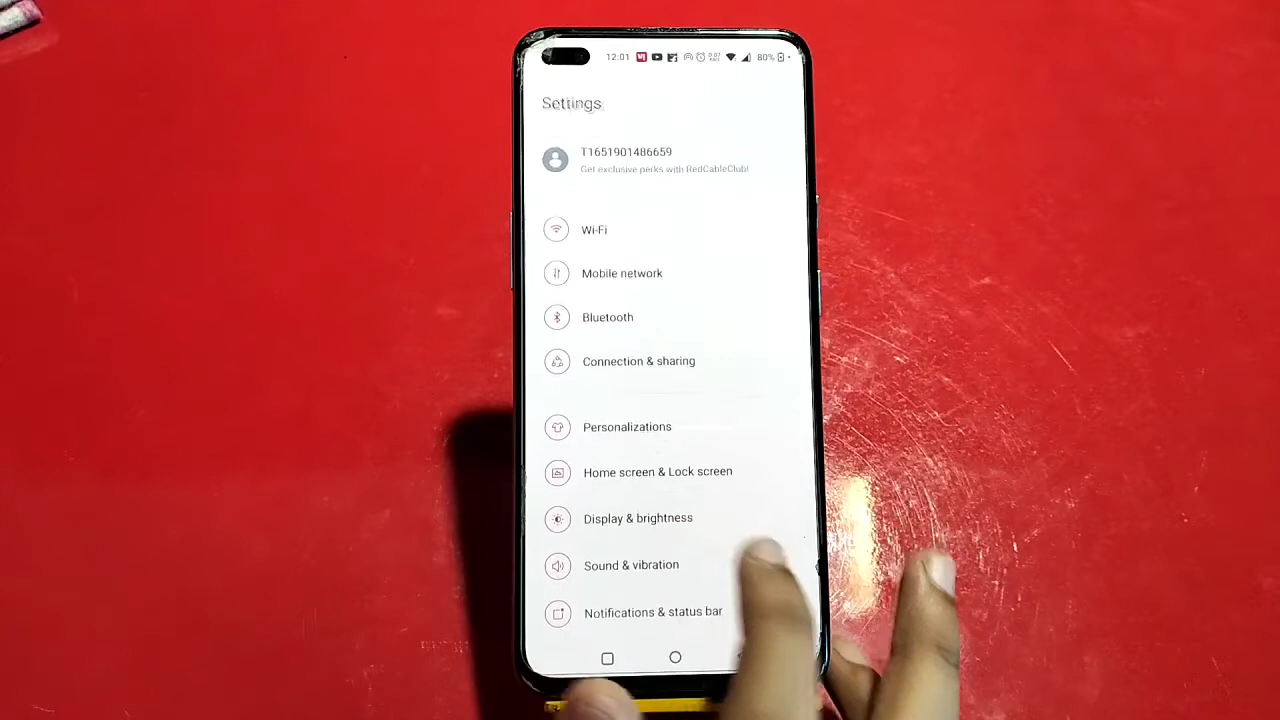 12:01 80%
Settings
T1651901486659
Get exclusive perks with RedCableClub!
Wi-Fi
Mobile network
Bluetooth
Connection & sharing
Personalizations
Home screen & Lock screen
Display & brightness
Sound & vibration
Notifications & status bar